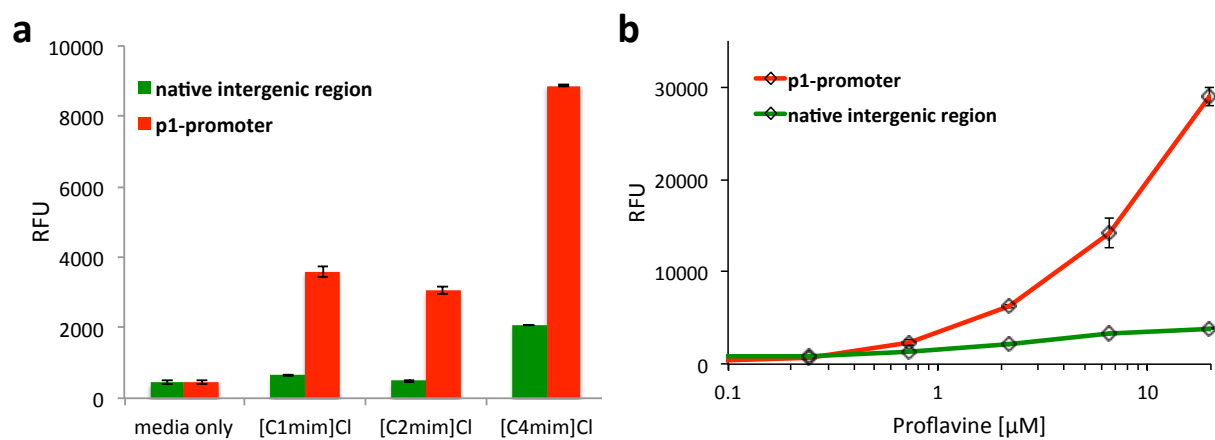 a
10000
8000
6000
4000
2000
0
RFU
native intergenic region
p1-promoter
media only
[C1mim]Cl
[C2mim]Cl
[C4mim]Cl
b
30000
20000
10000
0
RFU
p1-promoter
native intergenic region
0.1
1
10
Proflavine [μM]